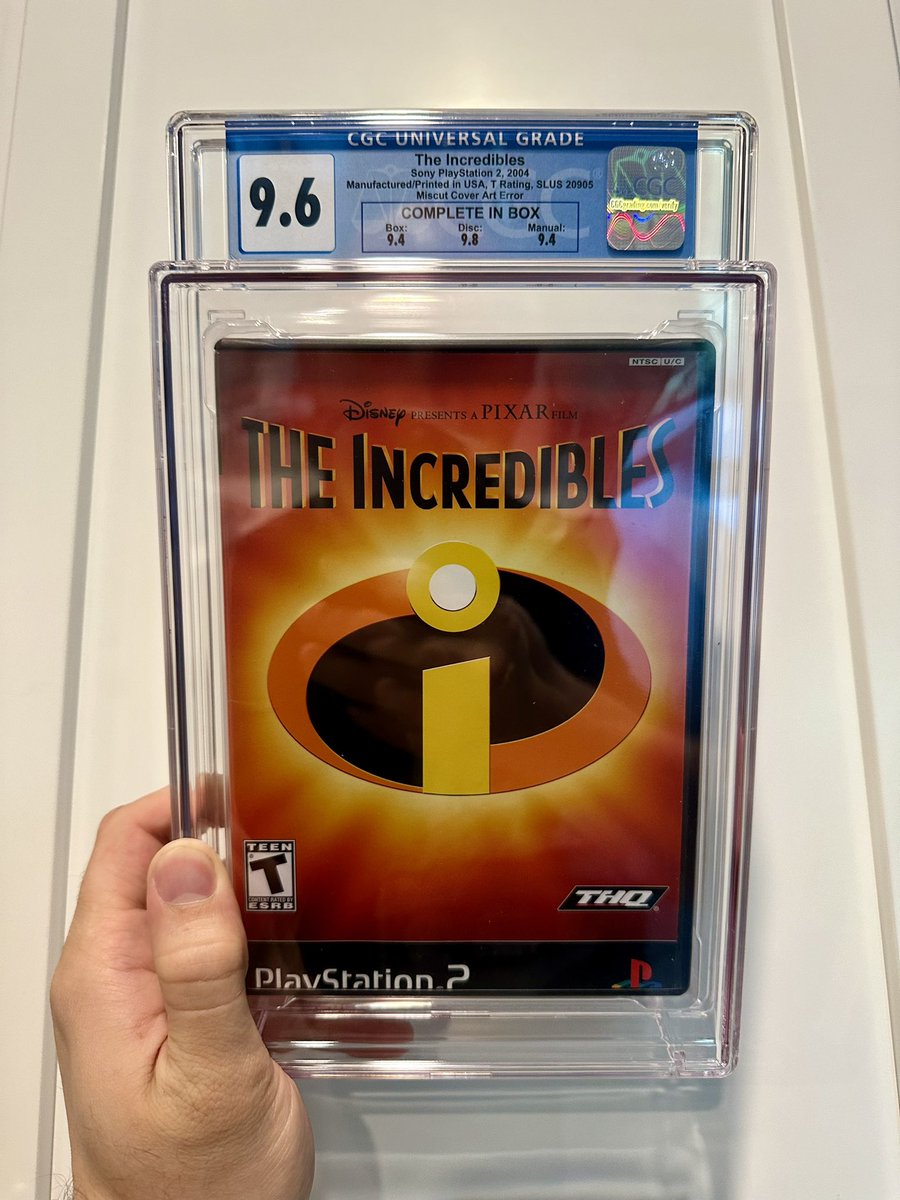 CGC UNIVERSAL GRADE
The Incredibles
Sony PlayStation 2, 2004
Manufactured/Printed in USA, T Rating, SLUS 20905
Miscut Cover Art Error
9.6
COMPLETE IN BOX
Box: Disc: Manual:
9.4 9.8 9.4
CGC
CGCgrading.com/verify
NTSC U/C
Disney PRESENTS A PIXAR FILM
THE INCREDIBLES
TEEN
T
CONTENT RATED BY
ESRB
THQ
PlayStation 2